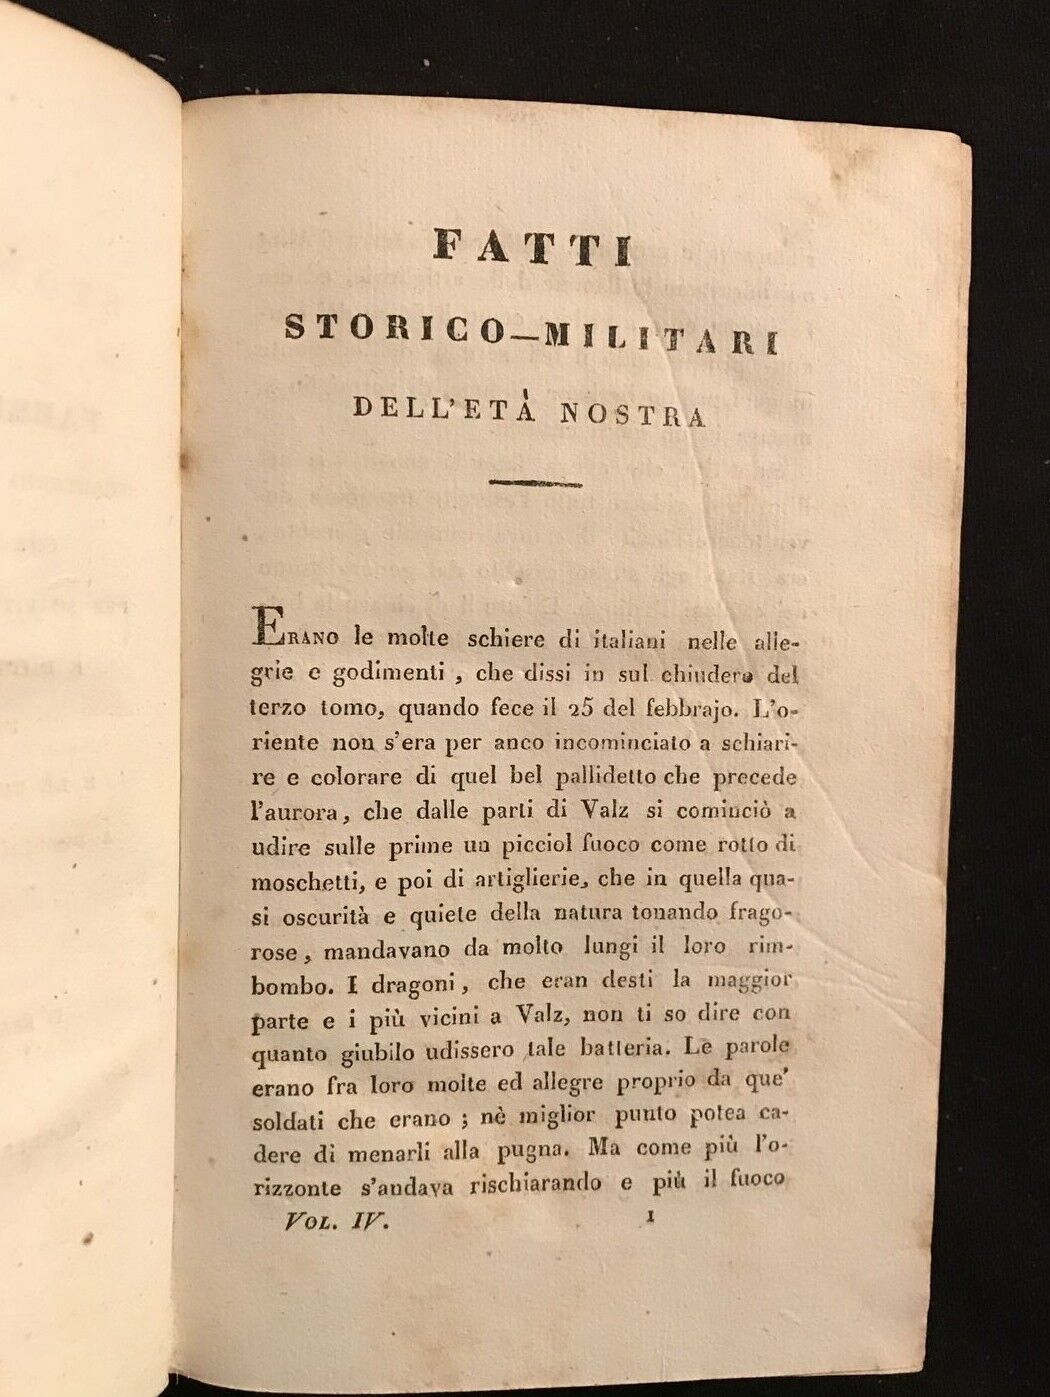 FATTI
STORICO—MILITARI
DELL'ETÀ NOSTRA
ERANO le molte schiere di italiani nelle alle-
grie e godimenti , che dissi in sul chiudere del
terzo tomo, quando fece il 25 del febbrajo. L'o-
riente non s'era per anco incominciato a schiari-
re e colorare di quel bel pallidetto che precede
l'aurora, che dalle parti di Valz si cominciò a
udire sulle prime un picciol fuoco come rotto di
moschetti, e poi di artiglierie, che in quella qua-
si oscurità e quiete della natura tonando frago-
rose , mandavano da molto lungi il loro rim-
bombo. I dragoni , che eran desti la maggior
parte e i più vicini a Valz, non ti so dire con
quanto giubilo udissero tale batteria. Le parole
erano fra loro molte ed allegre proprio da que'
soldati che erano ; nè miglior punto potea ca-
dere di menarli alla pugna. Ma come più l'o-
rizzonte s'andava rischiarando e più il fuoco
VOL. IV. 1